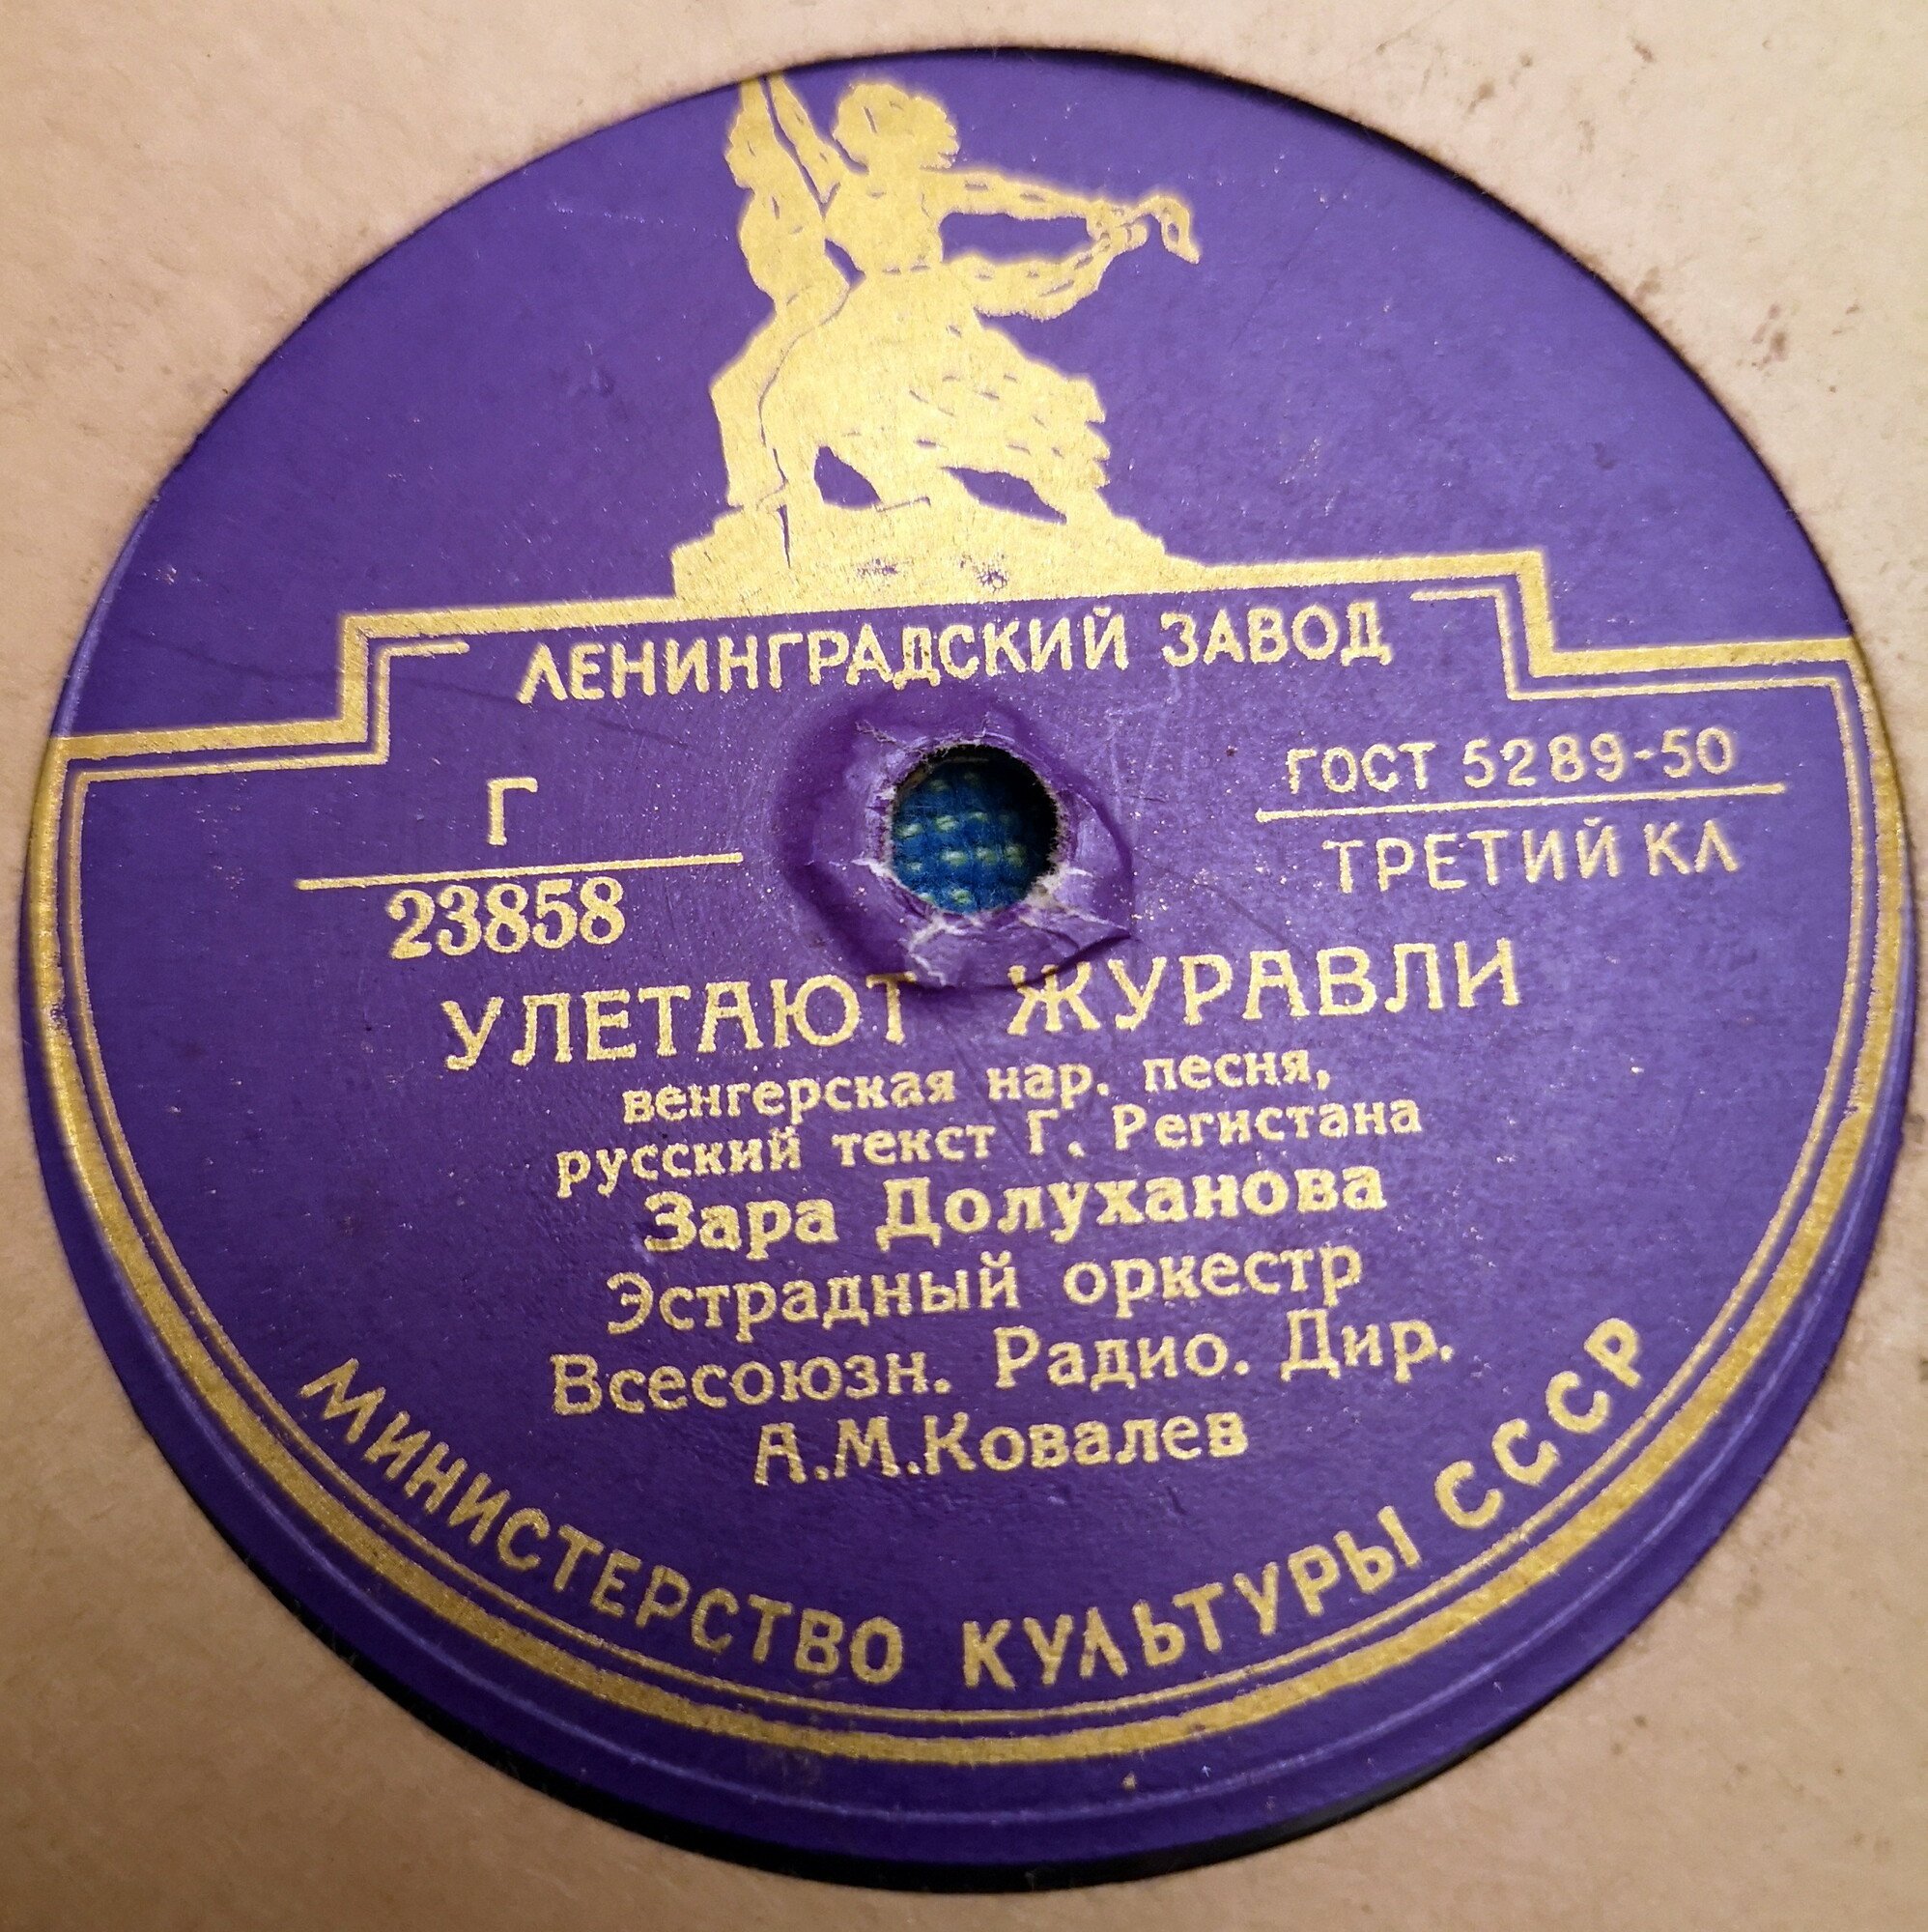 ЛЕНИНГРАДСКИЙ ЗАВОД
Г
23858
ГОСТ 5289-50
ТРЕТИЙ КЛ
УЛЕТАЮТ ЖУРАВЛИ
венгерская нар. песня,
русский текст Г. Регистана
Зара Долуханова
Эстрадный оркестр
Всесоюзн. Радио. Дир.
А.М.Ковалев
МИНИСТЕРСТВО КУЛЬТУРЫ СССР